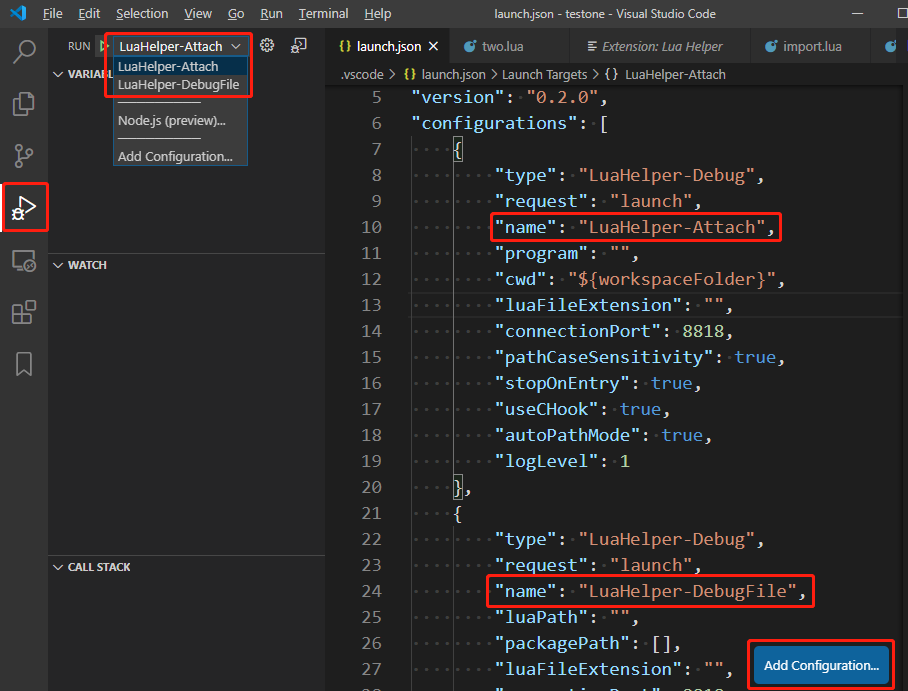 File Edit Selection View Go Run Terminal Help launch.json - testone - Visual Studio Code
RUN LuaHelper-Attach
LuaHelper-Attach
LuaHelper-DebugFile
Node.js (preview)...
Add Configuration...
VARIABL
WATCH
CALL STACK
{} launch.json two.lua Extension: Lua Helper import.lua
.vscode > {} launch.json > Launch Targets > {} LuaHelper-Attach
5 "version": "0.2.0",
6 "configurations": [
7 {
8 "type": "LuaHelper-Debug",
9 "request": "launch",
10 "name": "LuaHelper-Attach",
11 "program": "",
12 "cwd": "${workspaceFolder}",
13 "luaFileExtension": "",
14 "connectionPort": 8818,
15 "pathCaseSensitivity": true,
16 "stopOnEntry": true,
17 "useCHook": true,
18 "autoPathMode": true,
19 "logLevel": 1
20 },
21 {
22 "type": "LuaHelper-Debug",
23 "request": "launch",
24 "name": "LuaHelper-DebugFile",
25 "luaPath": "",
26 "packagePath": [],
27 "luaFileExtension": "",
Add Configuration...